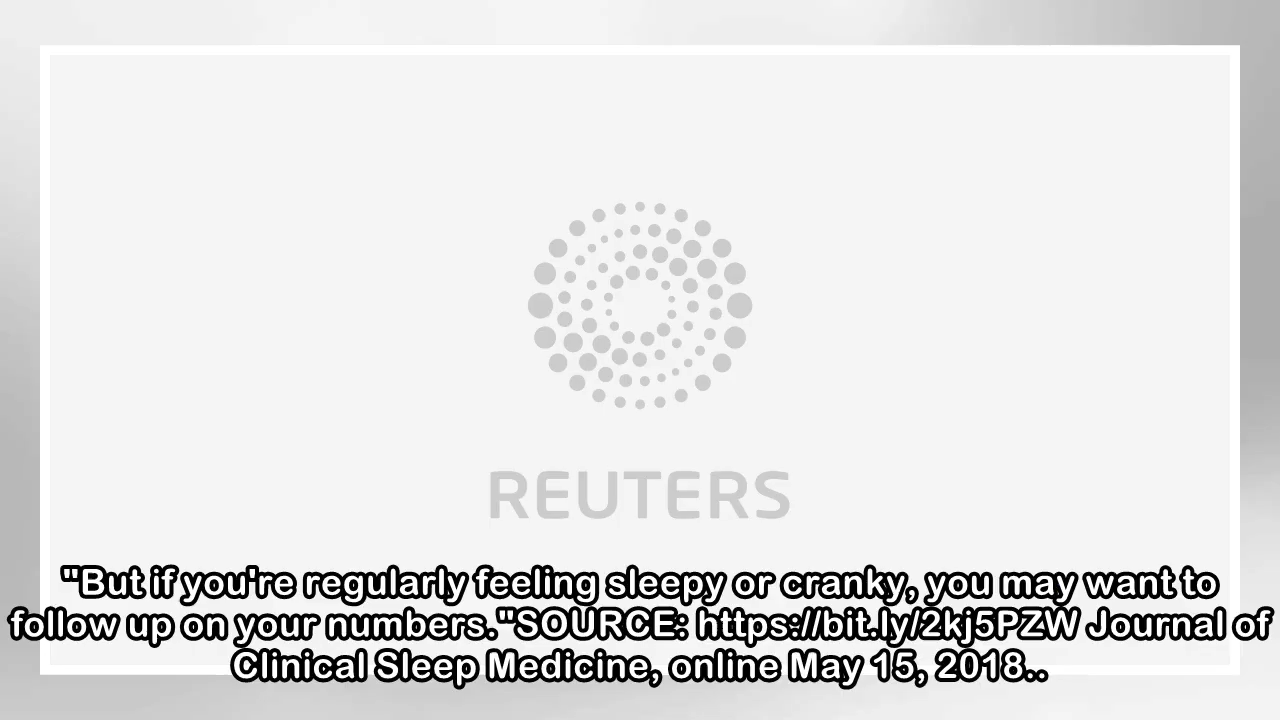 REUTERS
"But if you're regularly feeling sleepy or cranky, you may want to
follow up on your numbers."SOURCE: https://bit.ly/2kj5PZW Journal of
Clinical Sleep Medicine, online May 15, 2018..